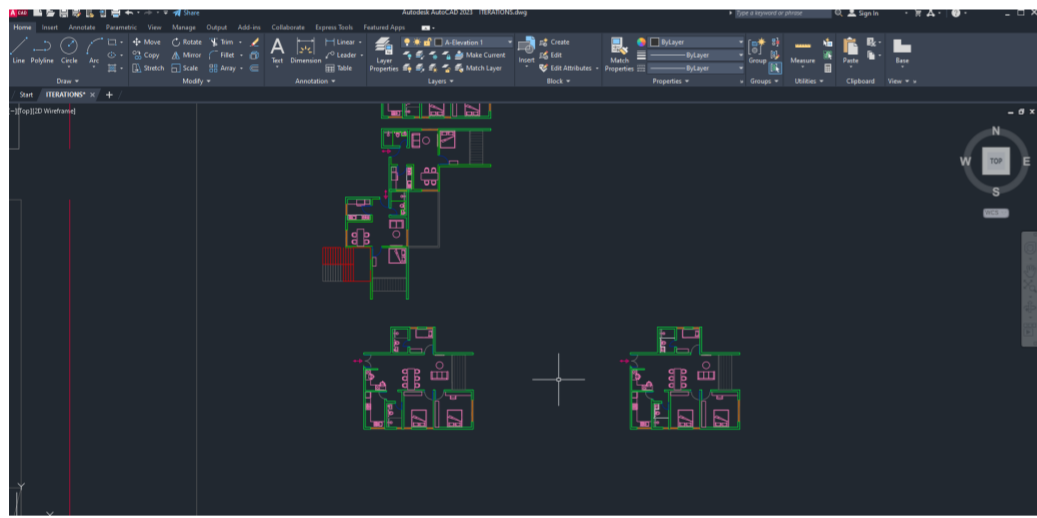 A CAD Share Autodesk AutoCAD 2023 ITERATIONS.dwg Type a keyword or phrase Sign In
Home Insert Annotate Parametric View Manage Output Add-ins Collaborate Express Tools Featured Apps
Move Rotate Trim Linear A-Elevation 1 Create ByLayer
Line Polyline Circle Arc Copy Mirror Fillet Text Dimension Leader Layer Properties Make Current Insert Edit Match Properties ByLayer Group Measure Paste Base
Stretch Scale Array Table Match Layer Edit Attributes ByLayer
Draw Modify Annotation Layers Block Properties Groups Utilities Clipboard View
Start ITERATIONS* × +
[−][Top][2D Wireframe]
N
W TOP E
S
WCS
Y
X